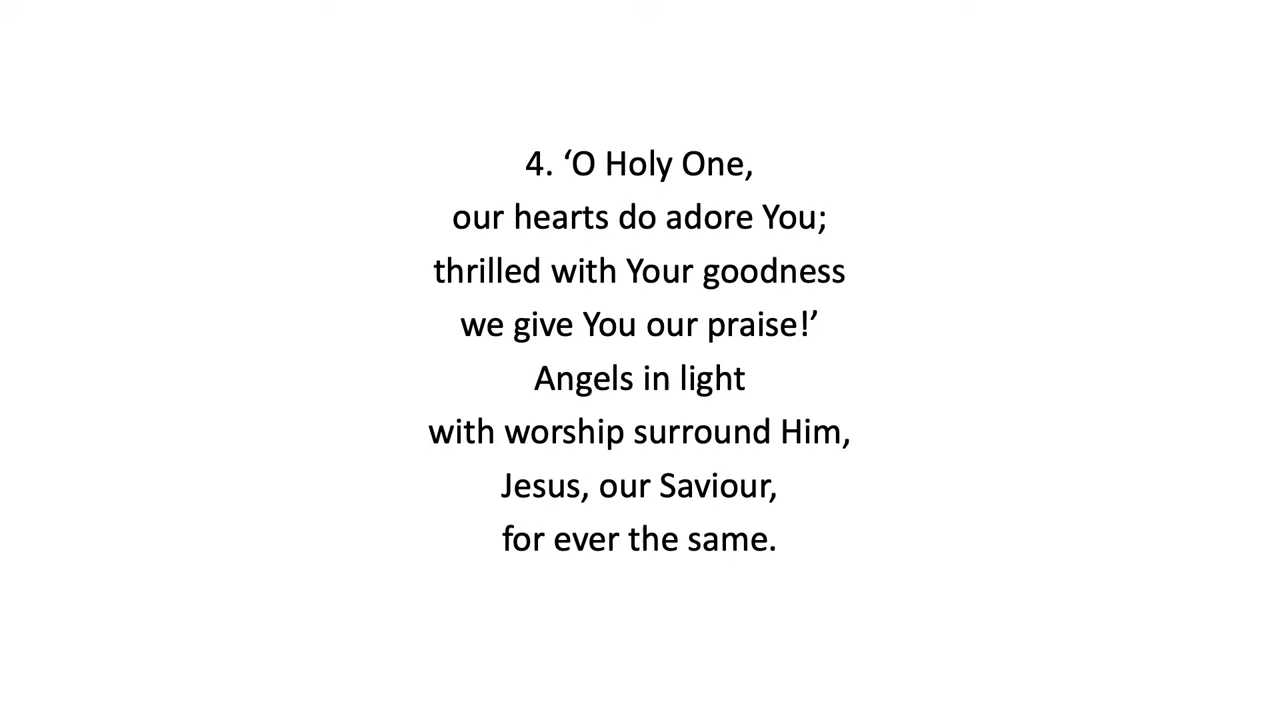 4. ‘O Holy One,
our hearts do adore You;
thrilled with Your goodness
we give You our praise!’
Angels in light
with worship surround Him,
Jesus, our Saviour,
for ever the same.